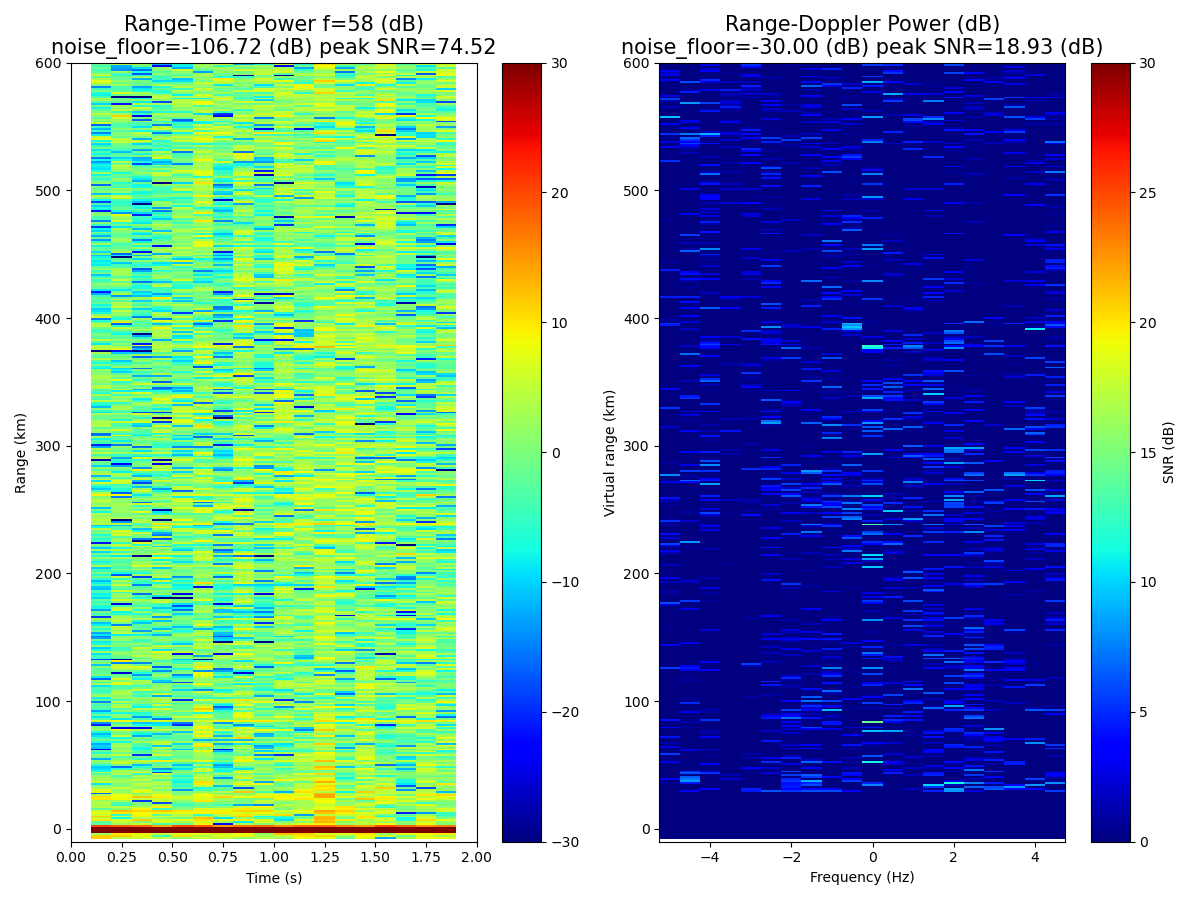 Range-Time Power f=58 (dB)
noise_floor=-106.72 (dB) peak SNR=74.52
Range-Doppler Power (dB)
noise_floor=-30.00 (dB) peak SNR=18.93 (dB)
600
500
400
300
200
100
0
Range (km)
0.00 0.25 0.50 0.75 1.00 1.25 1.50 1.75 2.00
Time (s)
30
20
10
0
−10
−20
−30
600
500
400
300
200
100
0
Virtual range (km)
−4 −2 0 2 4
Frequency (Hz)
30
25
20
15
10
5
0
SNR (dB)